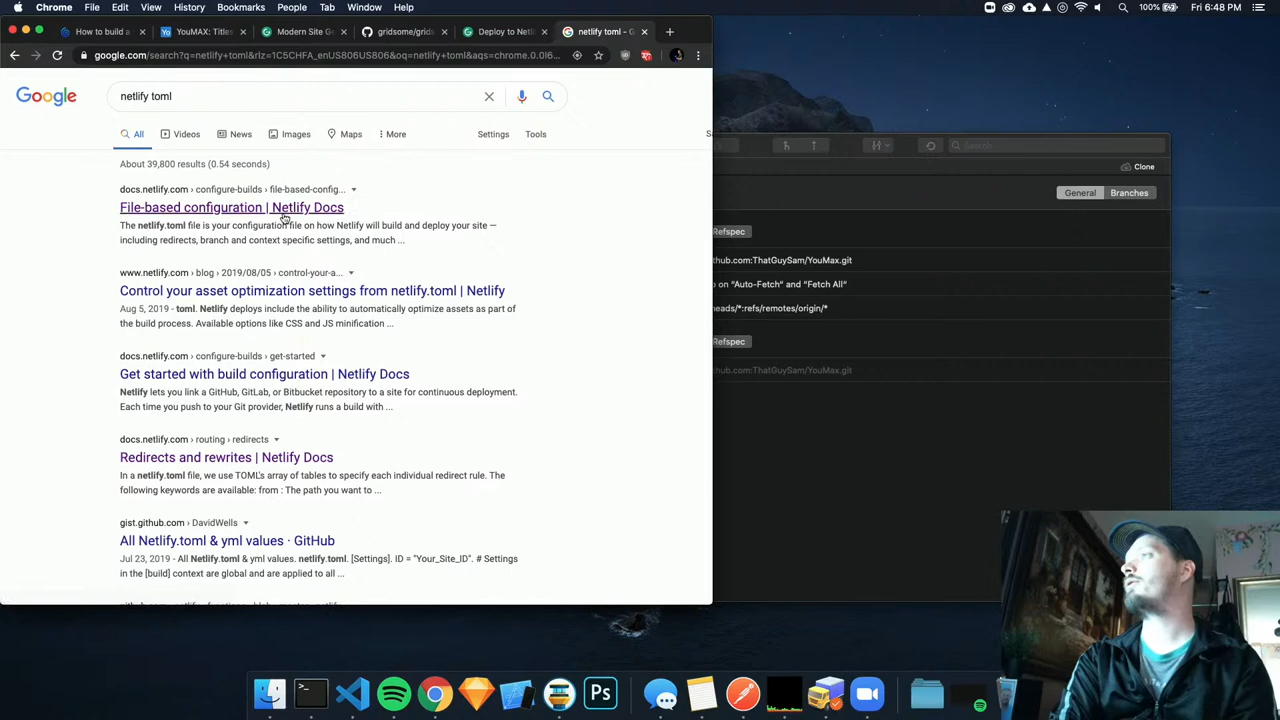 Chrome File Edit View History Bookmarks People Tab Window Help 100% Fri 6:48 PM
How to build a
YouMAX: Titles
Modern Site Ge
gridsome/grids
Deploy to Netli
netlify toml - G
google.com/search?q=netlify+toml&rlz=1C5CHFA_enUS806US806&oq=netlify+toml&aqs=chrome.0.0l6...
Google
netlify toml
All Videos News Images Maps More Settings Tools
About 39,800 results (0.54 seconds)
docs.netlify.com › configure-builds › file-based-config...
File-based configuration | Netlify Docs
The netlify.toml file is your configuration file on how Netlify will build and deploy your site —
including redirects, branch and context specific settings, and much ...
www.netlify.com › blog › 2019/08/05 › control-your-a...
Control your asset optimization settings from netlify.toml | Netlify
Aug 5, 2019 - toml. Netlify deploys include the ability to automatically optimize assets as part of
the build process. Available options like CSS and JS minification ...
docs.netlify.com › configure-builds › get-started
Get started with build configuration | Netlify Docs
Netlify lets you link a GitHub, GitLab, or Bitbucket repository to a site for continuous deployment.
Each time you push to your Git provider, Netlify runs a build with ...
docs.netlify.com › routing › redirects
Redirects and rewrites | Netlify Docs
In a netlify.toml file, we use TOML's array of tables to specify each individual redirect rule. The
following keywords are available: from : The path you want to ...
gist.github.com › DavidWells
All Netlify.toml & yml values · GitHub
Jul 23, 2019 - All Netlify.toml & yml values. netlify.toml. [Settings]. ID = "Your_Site_ID". # Settings
in the [build] context are global and are applied to all ...
Search
Clone
General Branches
Refspec
hub.com:ThatGuySam/YouMax.git
o on "Auto-Fetch" and "Fetch All"
heads/*:refs/remotes/origin/*
Refspec
hub.com:ThatGuySam/YouMax.git
Ps